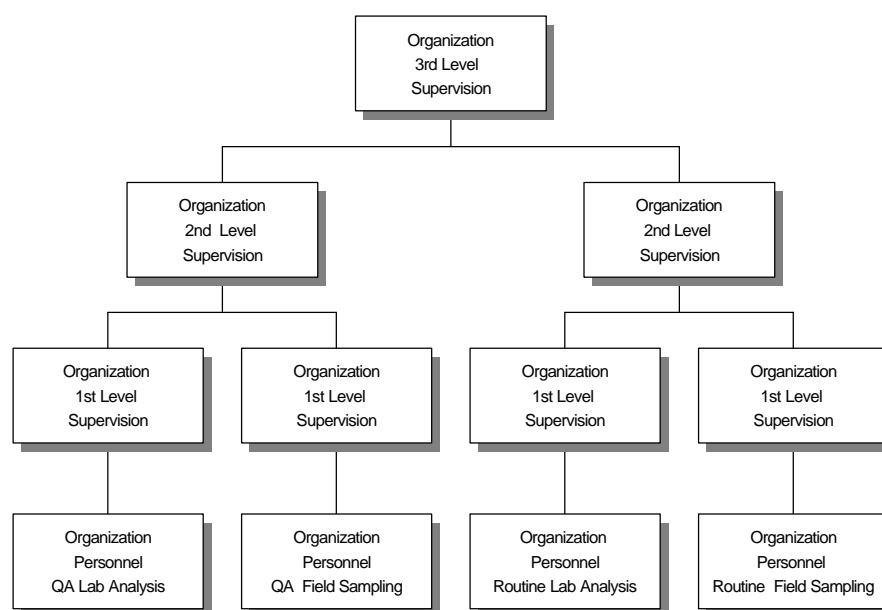 Organization
3rd Level
Supervision
Organization
2nd Level
Supervision
Organization
2nd Level
Supervision
Organization
1st Level
Supervision
Organization
1st Level
Supervision
Organization
1st Level
Supervision
Organization
1st Level
Supervision
Organization
Personnel
QA Lab Analysis
Organization
Personnel
QA Field Sampling
Organization
Personnel
Routine Lab Analysis
Organization
Personnel
Routine Field Sampling